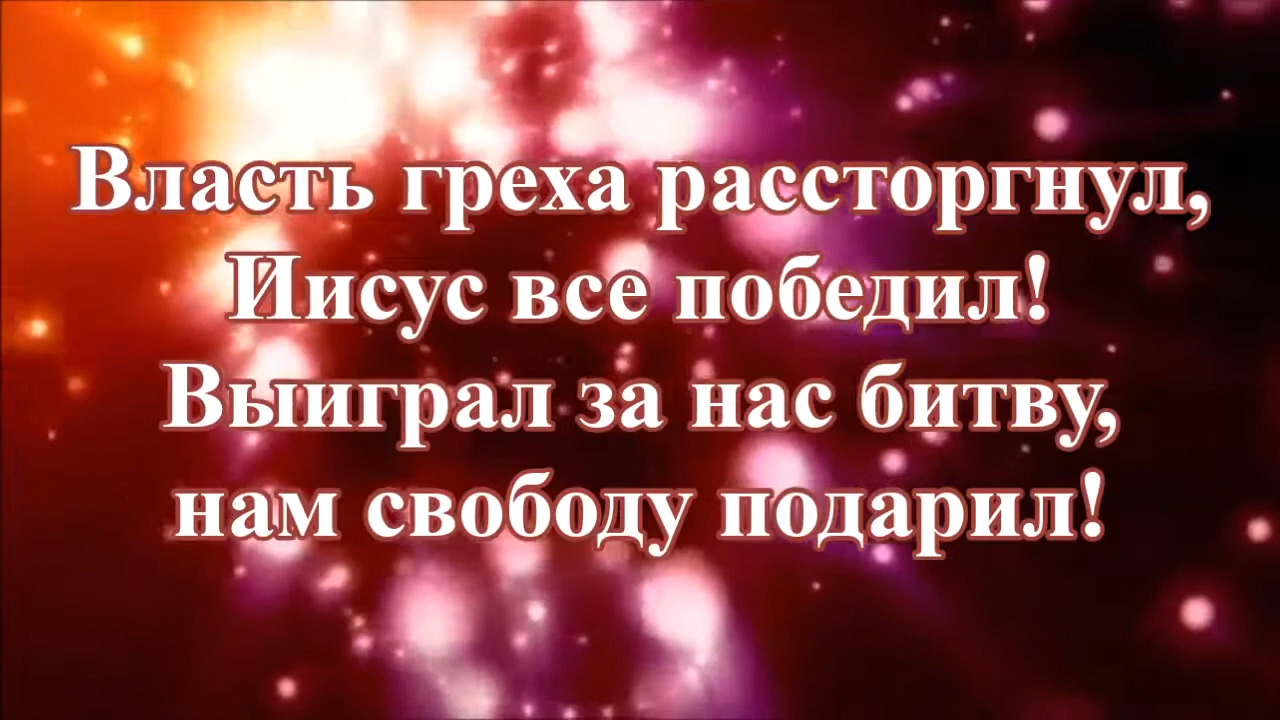 Власть греха рассторгнул,
Иисус все победил!
Выиграл за нас битву,
нам свободу подарил!